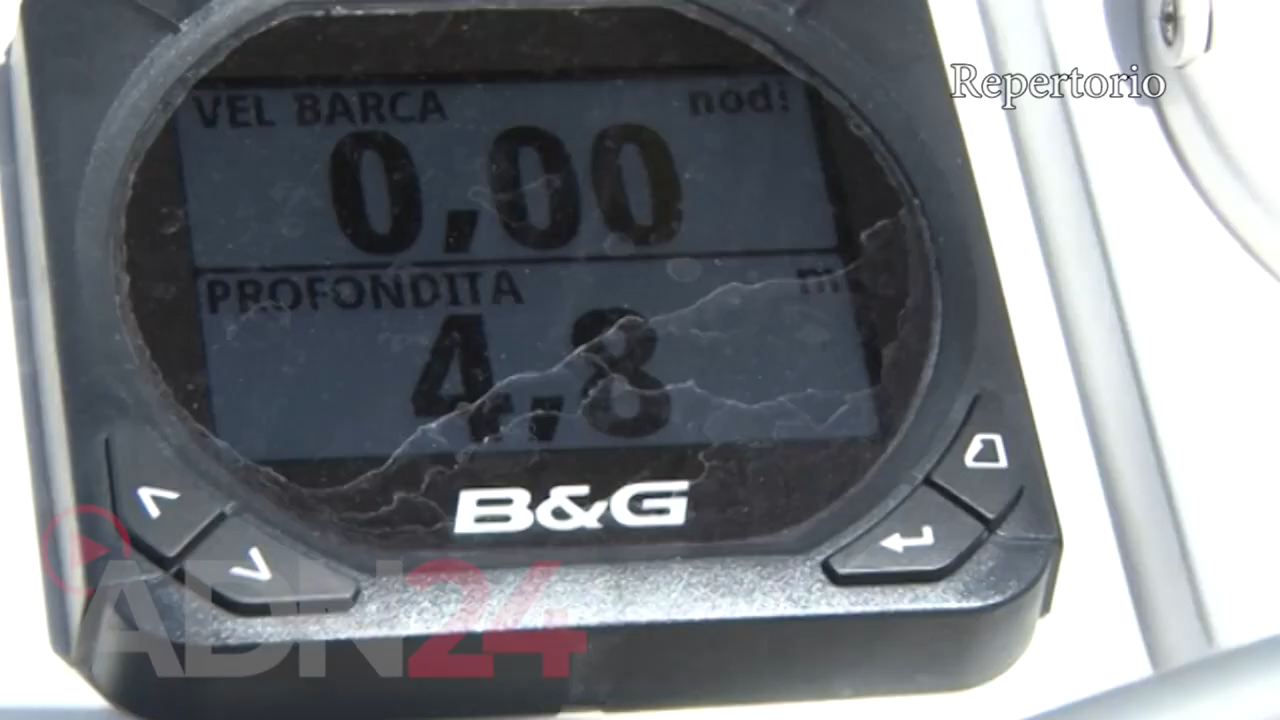 Repertorio
VEL BARCA nodi
0,00
PROFONDITA m
4,8
B&G
ADN24